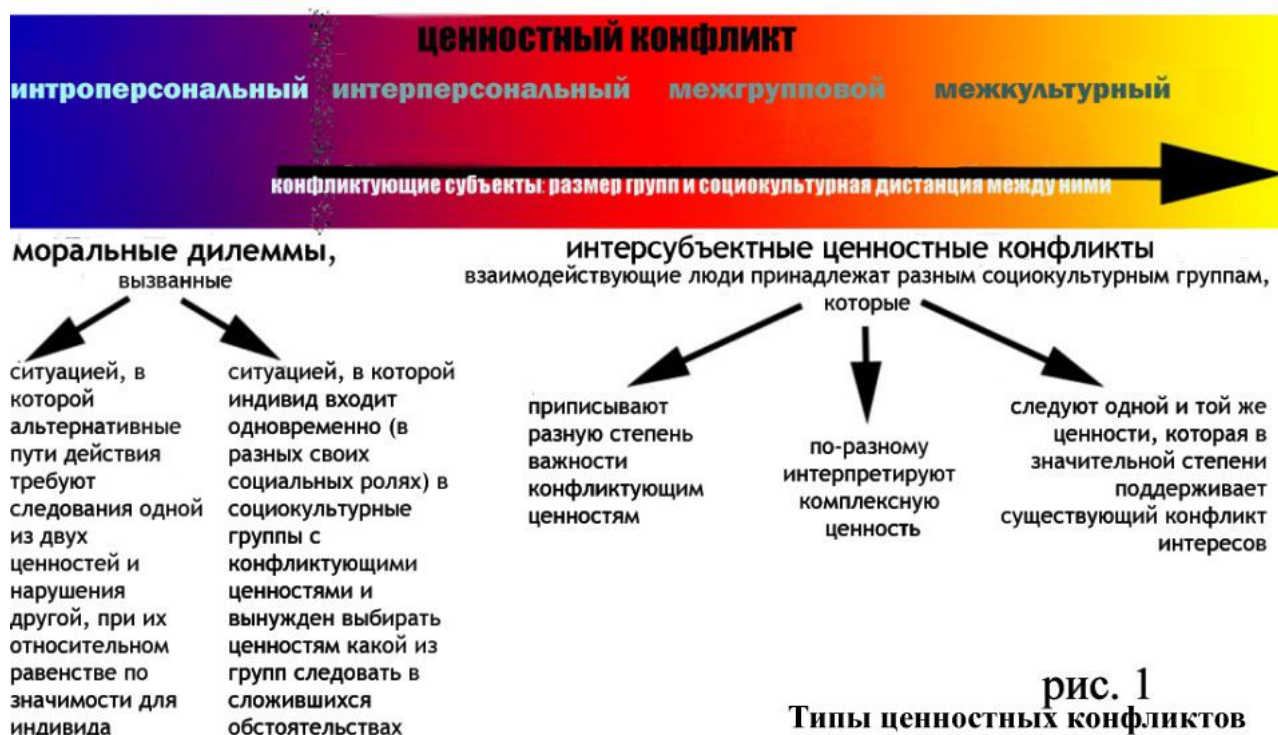 ценностный конфликт
интроперсональный интерперсональный межгрупповой межкультурный
конфликтующие субъекты: размер групп и социокультурная дистанция между ними
моральные дилеммы,
вызванные
ситуацией, в
которой
альтернативные
пути действия
требуют
следования одной
из двух
ценностей и
нарушения
другой, при их
относительном
равенстве по
значимости для
индивида
ситуацией, в которой
индивид входит
одновременно (в
разных своих
социальных ролях) в
социокультурные
группы с
конфликтующими
ценностями и
вынужден выбирать
ценностям какой из
групп следовать в
сложившихся
обстоятельствах
интерсубъектные ценностные конфликты
взаимодействующие люди принадлежат разным социокультурным группам,
которые
приписывают
разную степень
важности
конфликтующим
ценностям
по-разному
интерпретируют
комплексную
ценность
следуют одной и той же
ценности, которая в
значительной степени
поддерживает
существующий конфликт
интересов
рис. 1
Типы ценностных конфликтов